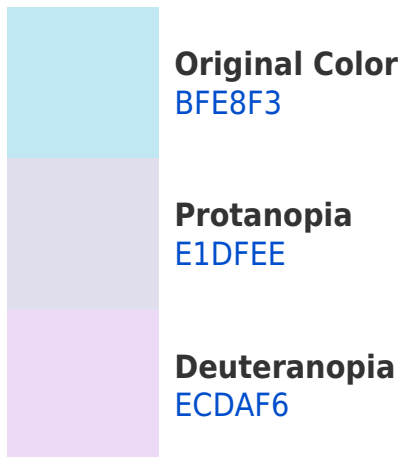 Original Color
BFE8F3
Protanopia
E1DFEE
Deuteranopia
ECDAF6